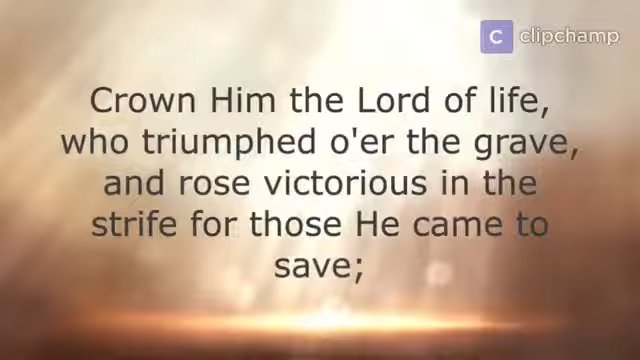 C clipchamp
Crown Him the Lord of life,
who triumphed o'er the grave,
and rose victorious in the
strife for those He came to
save;